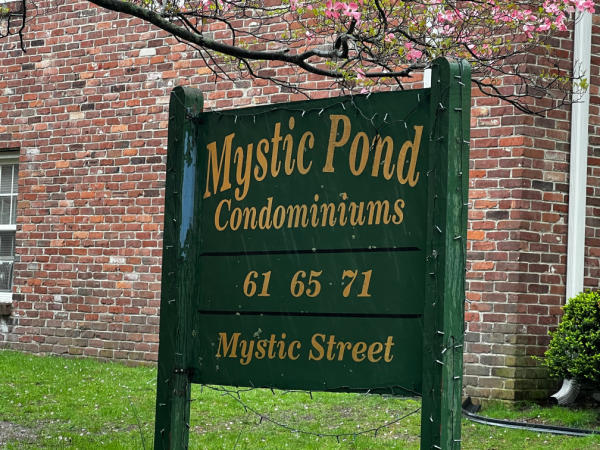 Mystic Pond
Condominiums
61 65 71
Mystic Street